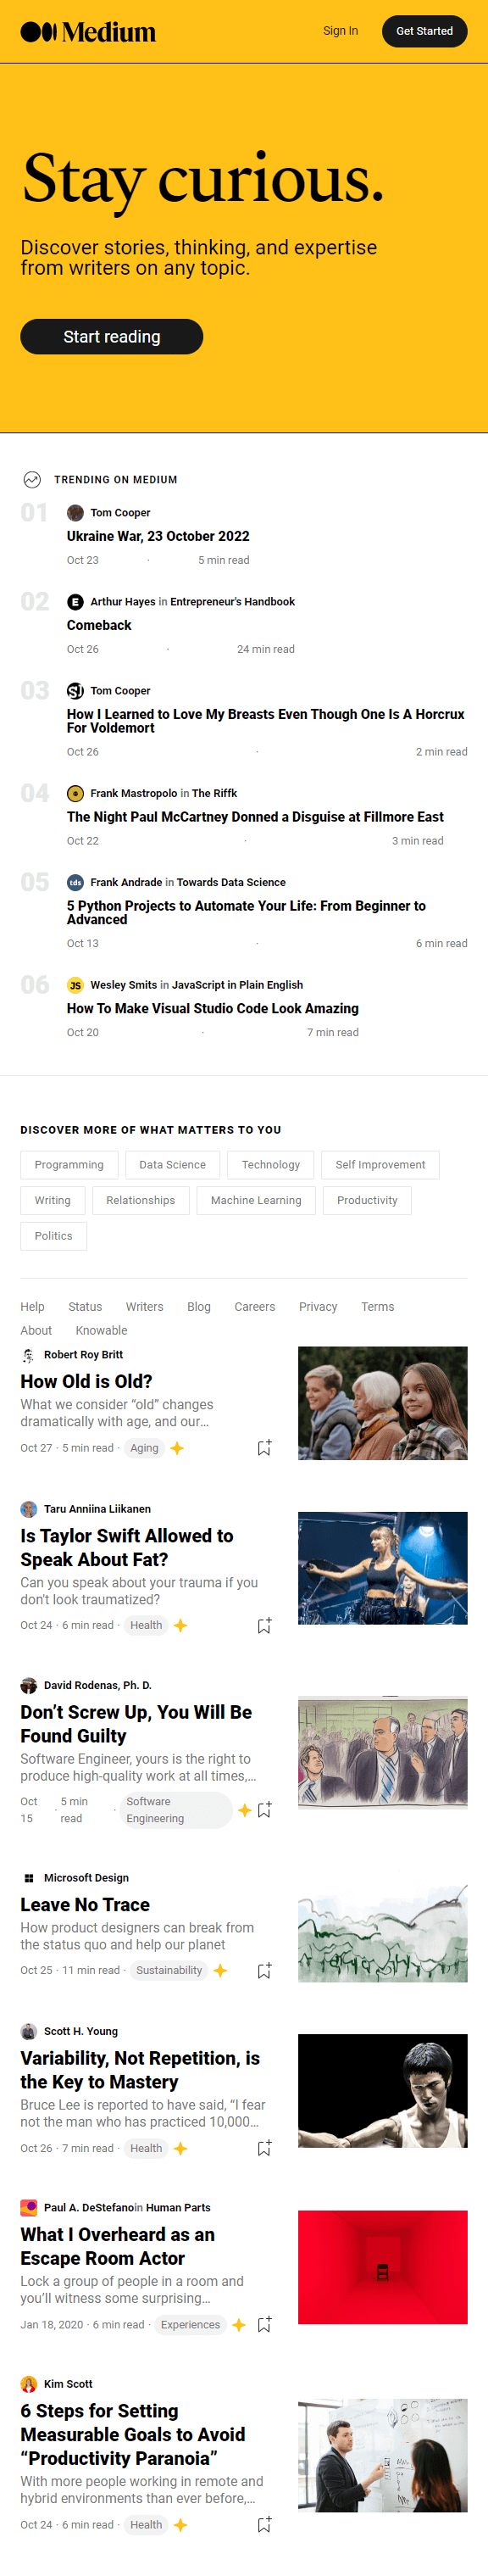 Medium
Sign In
Get Started
Stay curious.
Discover stories, thinking, and expertise
from writers on any topic.
Start reading
TRENDING ON MEDIUM
01
Tom Cooper
Ukraine War, 23 October 2022
Oct 23 · 5 min read
02
E
Arthur Hayes in Entrepreneur's Handbook
Comeback
Oct 26 · 24 min read
03
Tom Cooper
How I Learned to Love My Breasts Even Though One Is A Horcrux
For Voldemort
Oct 26 · 2 min read
04
Frank Mastropolo in The Riffk
The Night Paul McCartney Donned a Disguise at Fillmore East
Oct 22 · 3 min read
05
tds
Frank Andrade in Towards Data Science
5 Python Projects to Automate Your Life: From Beginner to
Advanced
Oct 13 · 6 min read
06
JS
Wesley Smits in JavaScript in Plain English
How To Make Visual Studio Code Look Amazing
Oct 20 · 7 min read
DISCOVER MORE OF WHAT MATTERS TO YOU
Programming Data Science Technology Self Improvement
Writing Relationships Machine Learning Productivity
Politics
Help Status Writers Blog Careers Privacy Terms
About Knowable
Robert Roy Britt
How Old is Old?
What we consider “old” changes
dramatically with age, and our…
Oct 27 · 5 min read · Aging
Taru Anniina Liikanen
Is Taylor Swift Allowed to
Speak About Fat?
Can you speak about your trauma if you
don't look traumatized?
Oct 24 · 6 min read · Health
David Rodenas, Ph. D.
Don’t Screw Up, You Will Be
Found Guilty
Software Engineer, yours is the right to
produce high-quality work at all times,…
Oct 15 · 5 min read · Software Engineering
Microsoft Design
Leave No Trace
How product designers can break from
the status quo and help our planet
Oct 25 · 11 min read · Sustainability
Scott H. Young
Variability, Not Repetition, is
the Key to Mastery
Bruce Lee is reported to have said, “I fear
not the man who has practiced 10,000…
Oct 26 · 7 min read · Health
Paul A. DeStefanoin Human Parts
What I Overheard as an
Escape Room Actor
Lock a group of people in a room and
you’ll witness some surprising…
Jan 18, 2020 · 6 min read · Experiences
Kim Scott
6 Steps for Setting
Measurable Goals to Avoid
“Productivity Paranoia”
With more people working in remote and
hybrid environments than ever before,…
Oct 24 · 6 min read · Health